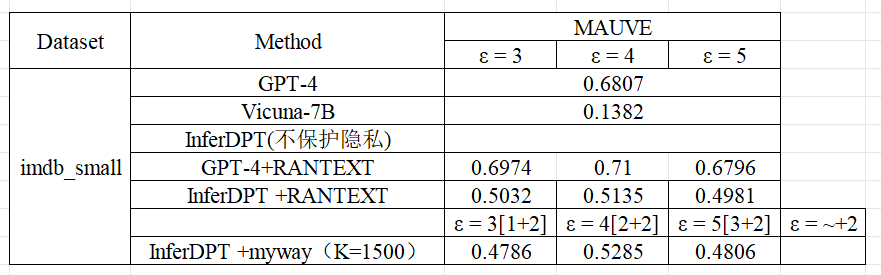 Dataset Method MAUVE
ε = 3 ε = 4 ε = 5
GPT-4 0.6807
Vicuna-7B 0.1382
InferDPT(不保护隐私)
imdb_small GPT-4+RANTEXT 0.6974 0.71 0.6796
InferDPT +RANTEXT 0.5032 0.5135 0.4981
ε = 3[1+2] ε = 4[2+2] ε = 5[3+2] ε = ~+2
InferDPT +myway（K=1500） 0.4786 0.5285 0.4806